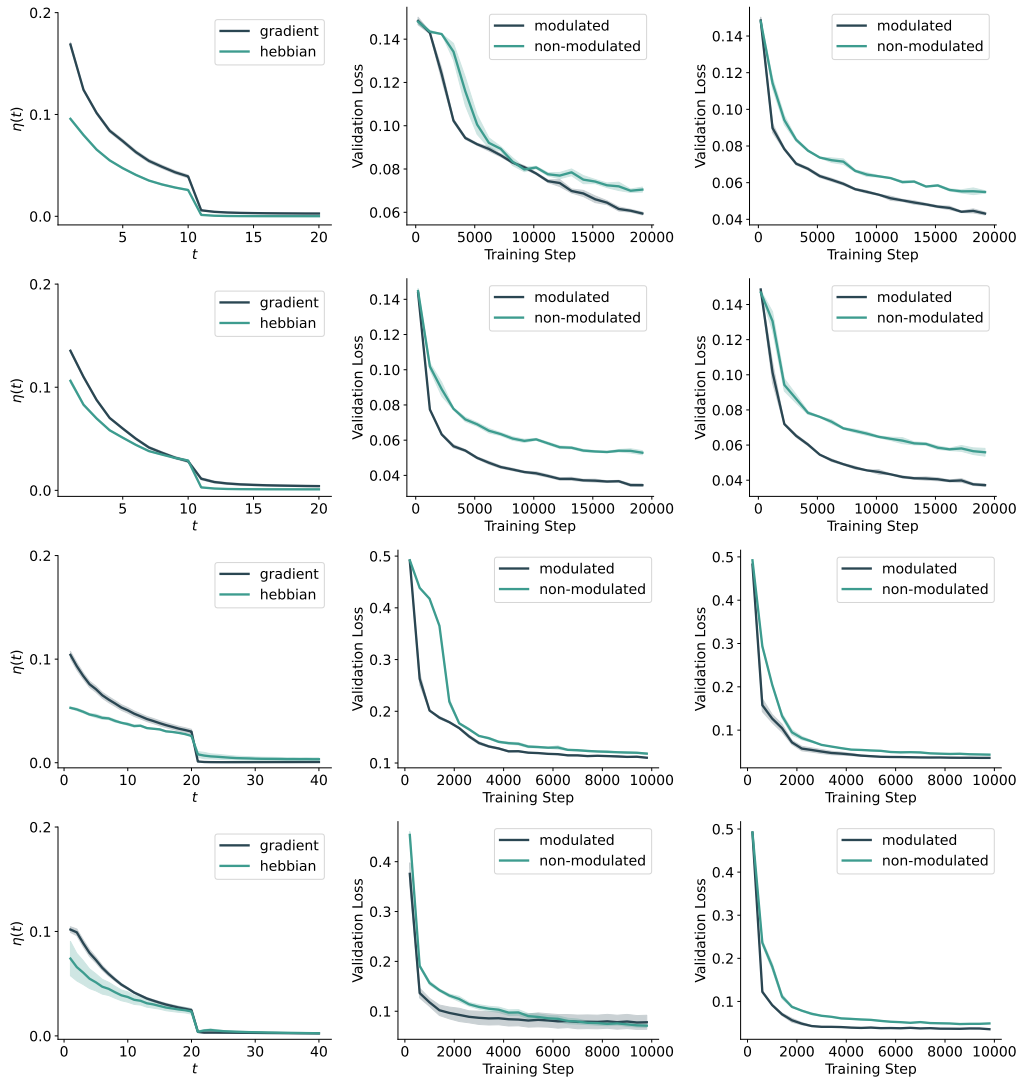 0.2
0.1
0.0
η(t)
5
10
15
20
t
gradient
hebbian
0.14
0.12
0.10
0.08
0.06
Validation Loss
0
5000
10000
15000
20000
Training Step
modulated
non-modulated
0.14
0.12
0.10
0.08
0.06
0.04
Validation Loss
0
5000
10000
15000
20000
Training Step
modulated
non-modulated
0.2
0.1
0.0
η(t)
5
10
15
20
t
gradient
hebbian
0.14
0.12
0.10
0.08
0.06
0.04
Validation Loss
0
5000
10000
15000
20000
Training Step
modulated
non-modulated
0.14
0.12
0.10
0.08
0.06
0.04
Validation Loss
0
5000
10000
15000
20000
Training Step
modulated
non-modulated
0.2
0.1
0.0
η(t)
0
10
20
30
40
t
gradient
hebbian
0.5
0.4
0.3
0.2
0.1
Validation Loss
0
2000
4000
6000
8000
10000
Training Step
modulated
non-modulated
0.5
0.4
0.3
0.2
0.1
Validation Loss
0
2000
4000
6000
8000
10000
Training Step
modulated
non-modulated
0.2
0.1
0.0
η(t)
0
10
20
30
40
t
gradient
hebbian
0.4
0.3
0.2
0.1
Validation Loss
0
2000
4000
6000
8000
10000
Training Step
modulated
non-modulated
0.5
0.4
0.3
0.2
0.1
Validation Loss
0
2000
4000
6000
8000
10000
Training Step
modulated
non-modulated